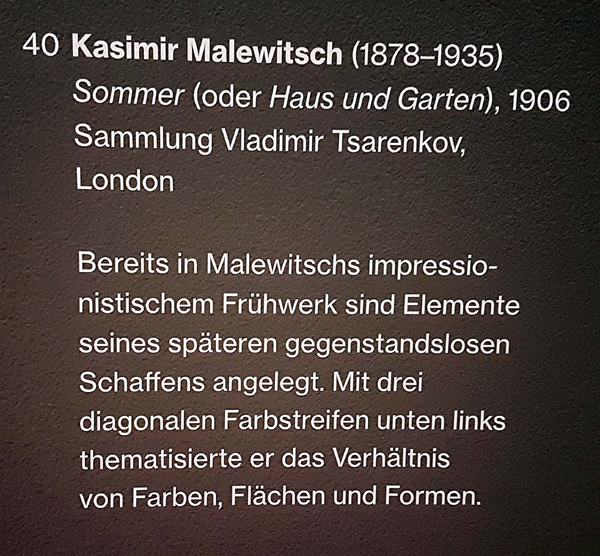 40 Kasimir Malewitsch (1878–1935)
Sommer (oder Haus und Garten), 1906
Sammlung Vladimir Tsarenkov,
London
Bereits in Malewitschs impressio-
nistischem Frühwerk sind Elemente
seines späteren gegenstandslosen
Schaffens angelegt. Mit drei
diagonalen Farbstreifen unten links
thematisierte er das Verhältnis
von Farben, Flächen und Formen.